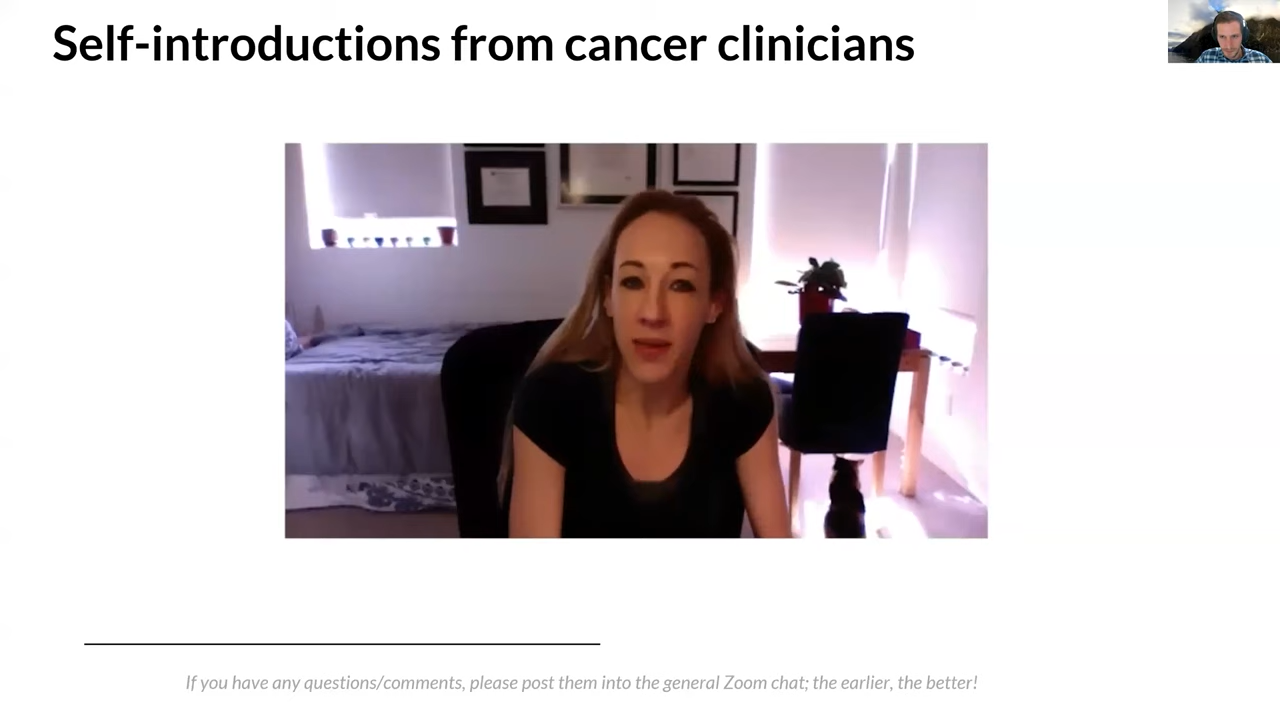 Self-introductions from cancer clinicians
If you have any questions/comments, please post them into the general Zoom chat; the earlier, the better!